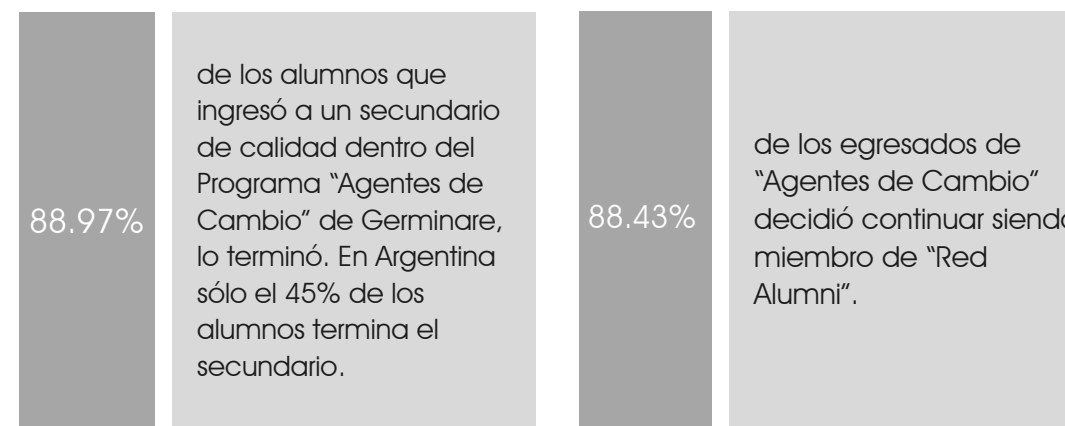 88.97%
de los alumnos que
ingresó a un secundario
de calidad dentro del
Programa “Agentes de
Cambio” de Germinare,
lo terminó. En Argentina
sólo el 45% de los
alumnos termina el
secundario.
88.43%
de los egresados de
“Agentes de Cambio”
decidió continuar siendo
miembro de “Red
Alumni”.